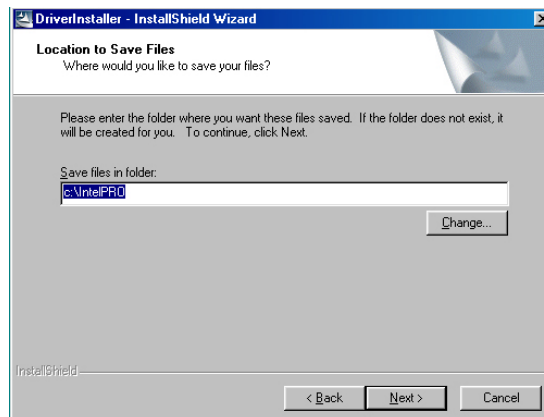 DriverInstaller - InstallShield Wizard
Location to Save Files
Where would you like to save your files?
Please enter the folder where you want these files saved. If the folder does not exist, it
will be created for you. To continue, click Next.
Save files in folder:
c:\IntelPRO
Change...
InstallShield
< Back
Next >
Cancel